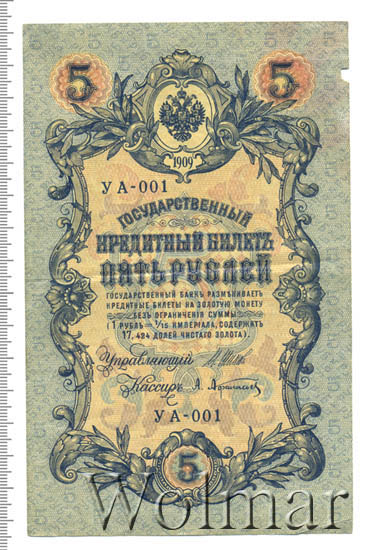 5 5
1909
УА-001
ГОСУДАРСТВЕННЫЙ
КРЕДИТНЫЙ БИЛЕТЪ
ПЯТЬ РУБЛЕЙ
ГОСУДАРСТВЕННЫЙ БАНКЪ РАЗМѢНИВАЕТЪ
КРЕДИТНЫЕ БИЛЕТЫ НА ЗОЛОТУЮ МОНЕТУ
БЕЗЪ ОГРАНИЧЕНІЯ СУММЫ
(1 РУБЛЬ = 1/15 ИМПЕРІАЛА, СОДЕРЖИТЪ
17,424 ДОЛЕЙ ЧИСТАГО ЗОЛОТА).
Управляющій
Кассиръ А. Афанасьев
УА-001
5
Wolmar